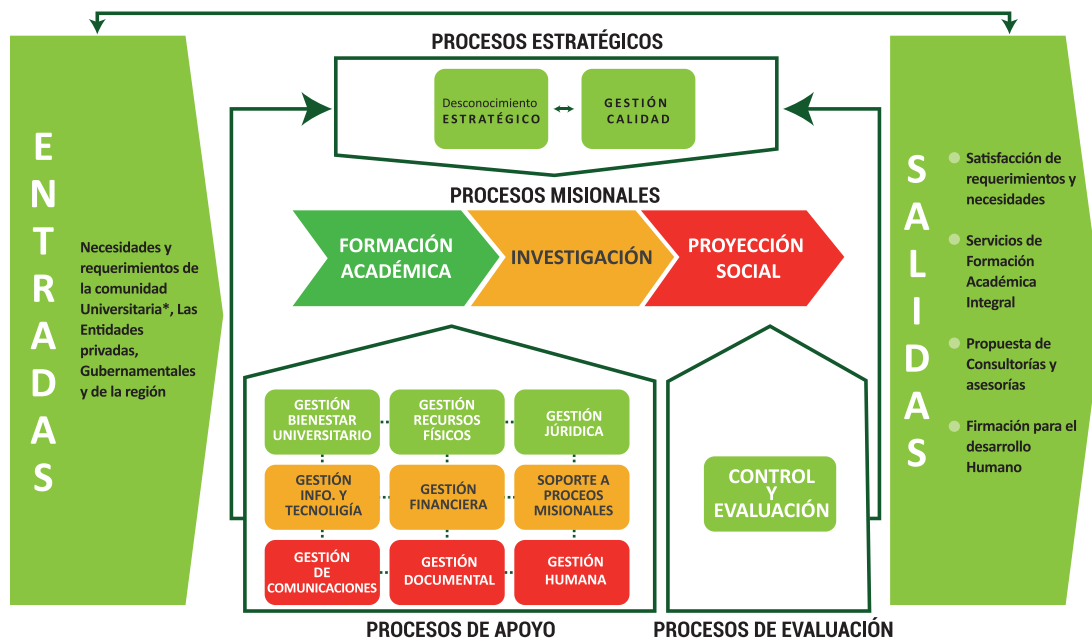 PROCESOS ESTRATÉGICOS
Desconocimiento
ESTRATÉGICO
GESTIÓN
CALIDAD
ENTRADAS
Necesidades y
requerimientos de
la comunidad
Universitaria*, Las
Entidades
privadas,
Gubernamentales
y de la región
PROCESOS MISIONALES
FORMACIÓN
ACADÉMICA
INVESTIGACIÓN
PROYECCIÓN
SOCIAL
GESTIÓN
BIENESTAR
UNIVERSITARIO
GESTIÓN
RECURSOS
FÍSICOS
GESTIÓN
JÚRIDICA
GESTIÓN
INFO. Y
TECNOLIGÍA
GESTIÓN
FINANCIERA
SOPORTE A
PROCEOS
MISIONALES
GESTIÓN
DE
COMUNICACIONES
GESTIÓN
DOCUMENTAL
GESTIÓN
HUMANA
PROCESOS DE APOYO
CONTROL
Y
EVALUACIÓN
PROCESOS DE EVALUACIÓN
SALIDAS
Satisfacción de
requerimientos y
necesidades
Servicios de
Formación
Académica
Integral
Propuesta de
Consultorías y
asesorías
Firmación para el
desarrollo
Humano